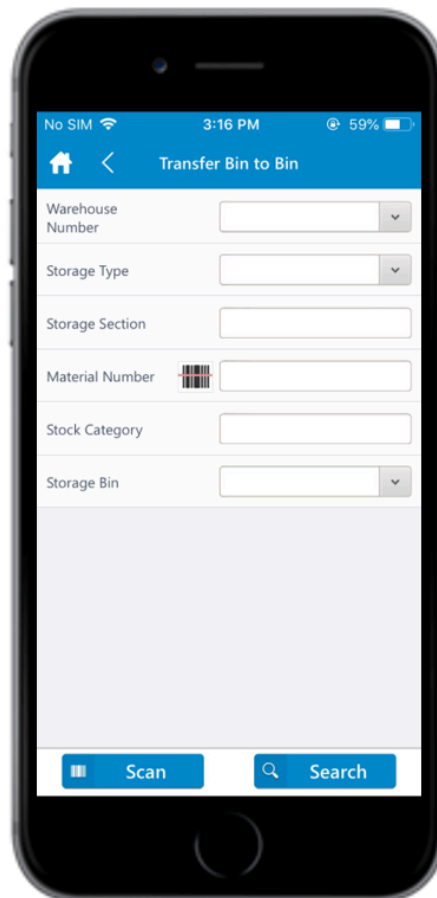 No SIM 3:16 PM 59%
Transfer Bin to Bin
Warehouse
Number
Storage Type
Storage Section
Material Number
Stock Category
Storage Bin
Scan Search